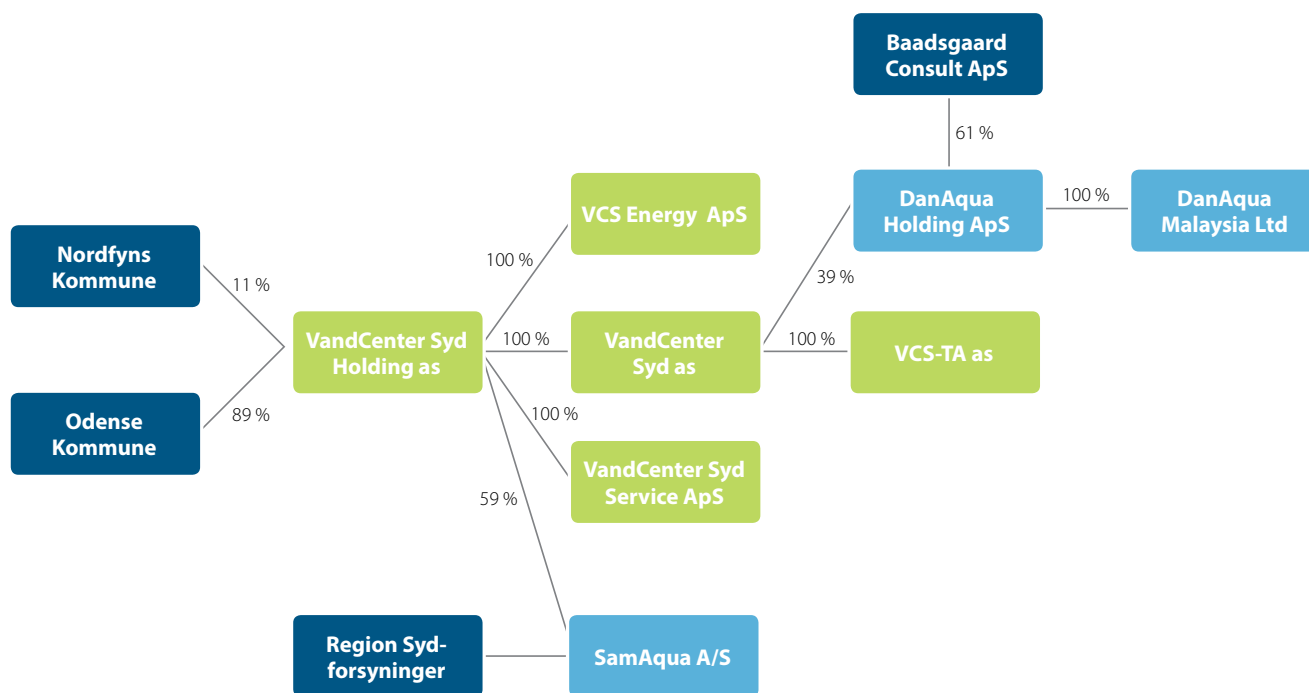 Baadsgaard
Consult ApS
61 %
VCS Energy ApS
DanAqua
Holding ApS
100 %
DanAqua
Malaysia Ltd
Nordfyns
Kommune
11 %
100 %
39 %
VandCenter Syd
Holding as
100 %
VandCenter
Syd as
100 %
VCS-TA as
Odense
Kommune
89 %
100 %
VandCenter Syd
Service ApS
59 %
Region Syd-
forsyninger
SamAqua A/S